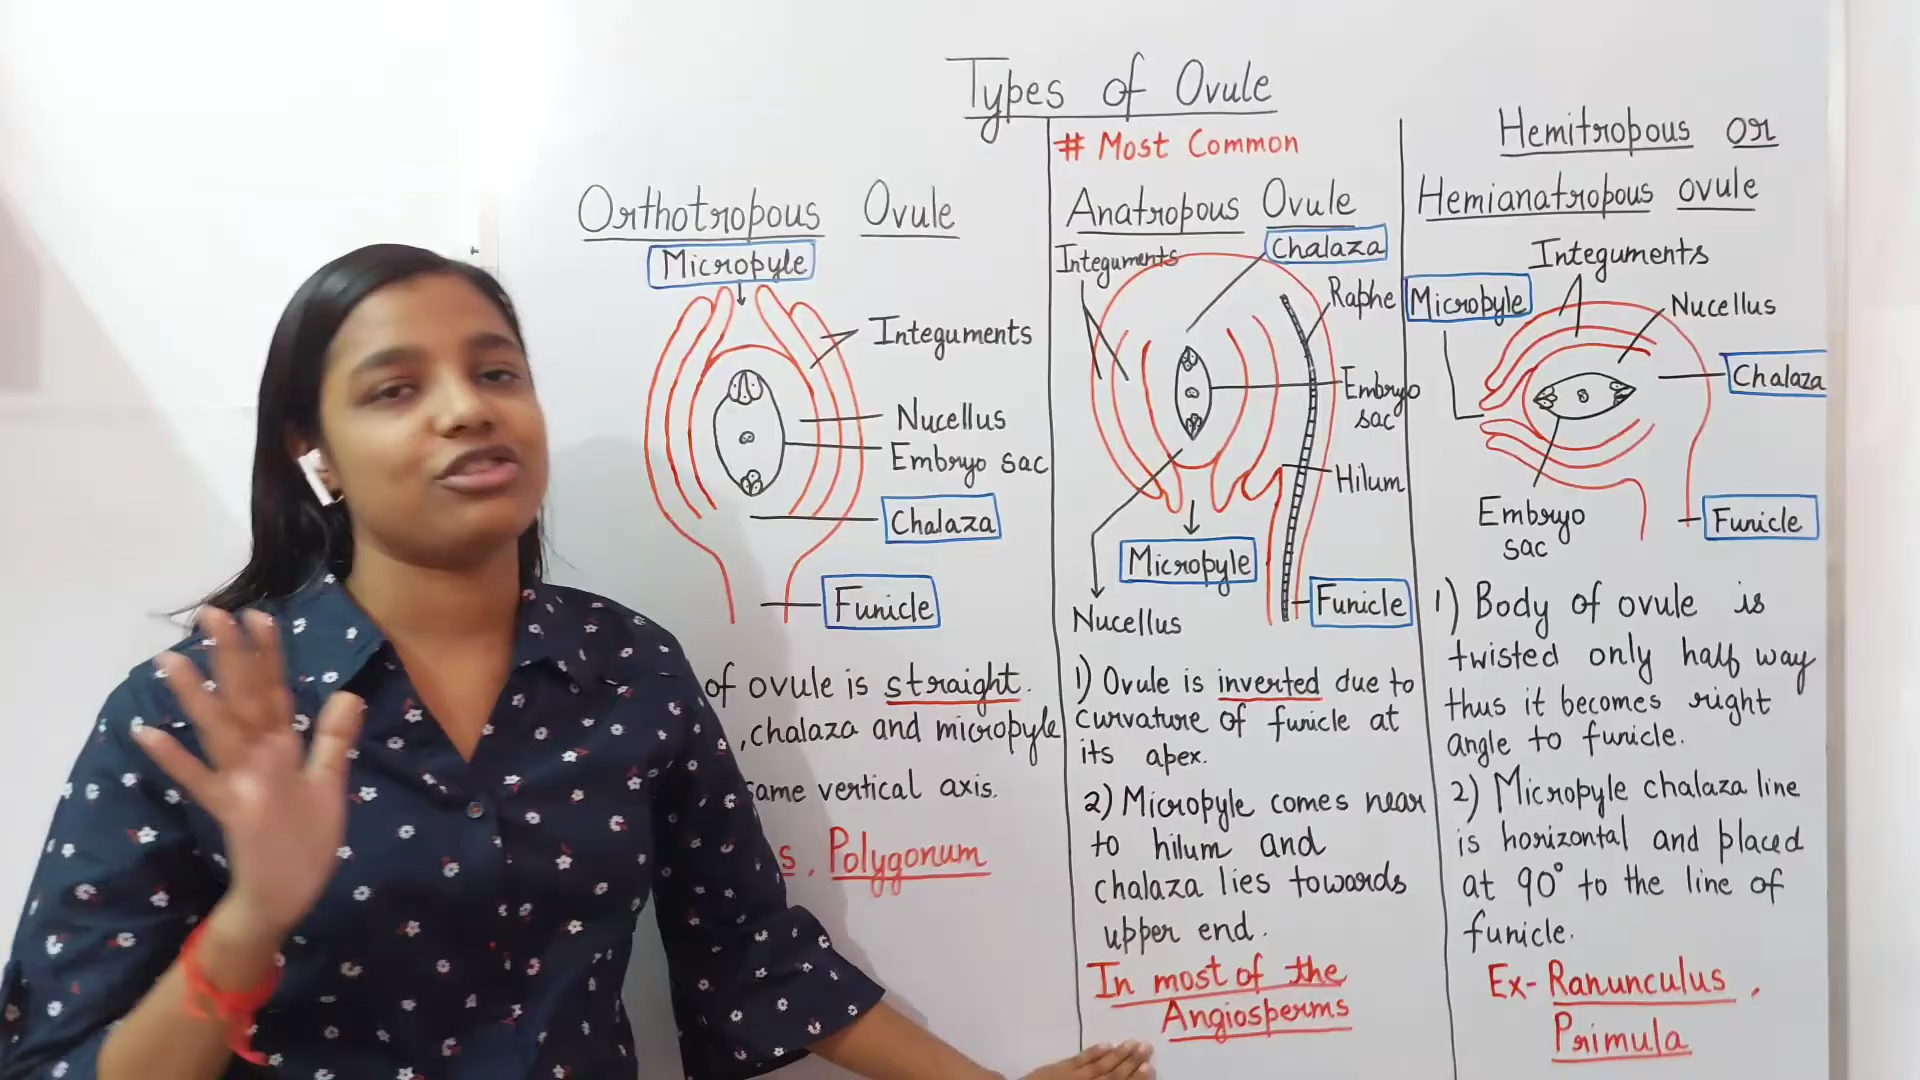 Types of Ovule
Orthotropous Ovule
Micropyle
Integuments
Nucellus
Embryo sac
Chalaza
Funicle
of ovule is straight.
, chalaza and micropyle
same vertical axis.
s, Polygonum
# Most Common
Anatropous Ovule
Integuments
Chalaza
Raphe
Embryo
sac
Hilum
Micropyle
Funicle
Nucellus
1) Ovule is inverted due to
curvature of funicle at
its apex.
2) Micropyle comes near
to hilum and
chalaza lies towards
upper end.
In most of the
Angiosperms
Hemitropous or
Hemianatropous ovule
Integuments
Micropyle
Nucellus
Chalaza
Embryo
sac
Funicle
1) Body of ovule is
twisted only half way
thus it becomes right
angle to funicle.
2) Micropyle chalaza line
is horizontal and placed
at 90° to the line of
funicle.
Ex- Ranunculus,
Primula